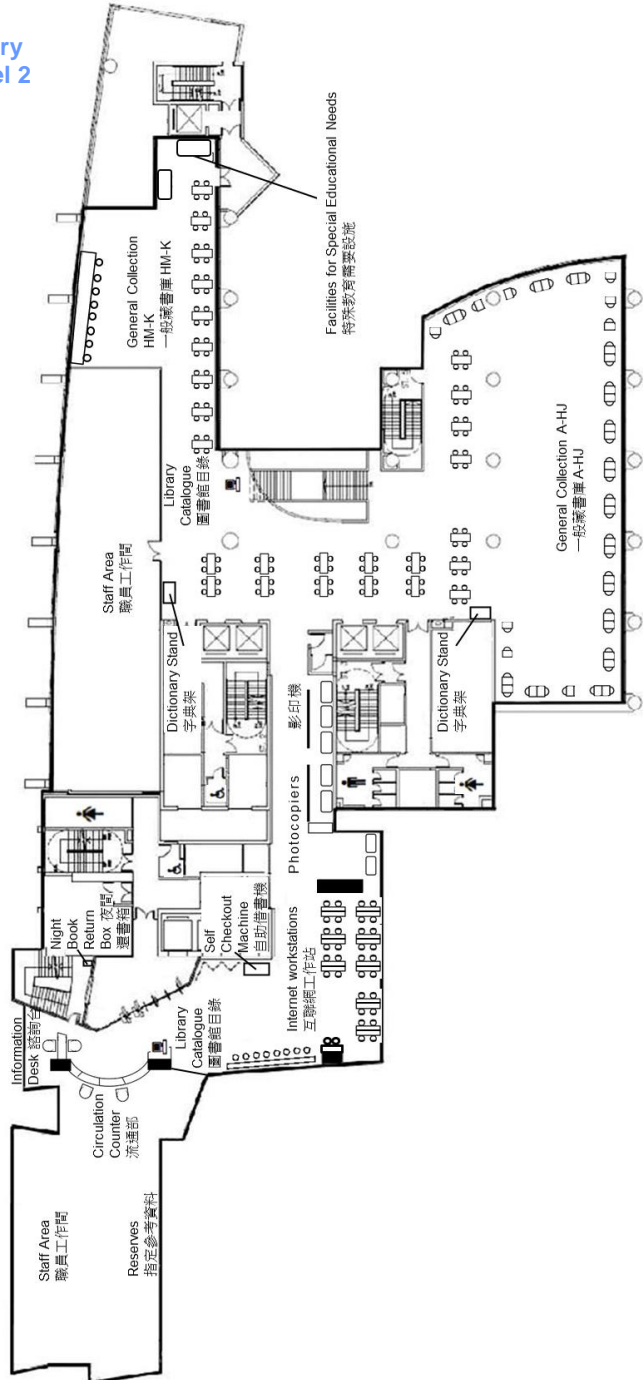 ry
el 2
Information
Desk 諮詢台
Night
Book
Return
Box 夜間
還書箱
Staff Area
職員工作間
Staff Area
職員工作間
General Collection
HM-K
一般藏書庫 HM-K
Circulation
Counter
流通部
Reserves
指定參考資料
Library
Catalogue
圖書館目錄
Self
Checkout
Machine
自助借書機
Dictionary Stand
字典架
Library
Catalogue
圖書館目錄
Internet workstations
互聯網工作站
Photocopiers 影印機
Facilities for Special Educational Needs
特殊教育需要設施
Dictionary Stand
字典架
General Collection A-HJ
一般藏書庫 A-HJ